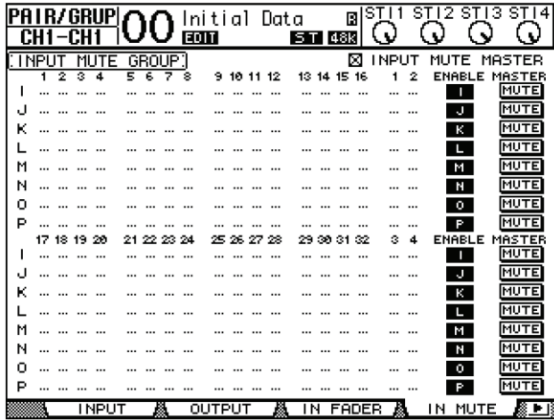 PAIR/GRUP 00 Initial Data R STI1 STI2 STI3 STI4
CH1-CH1 EDIT ST 48K
INPUT MUTE GROUP INPUT MUTE MASTER
1 2 3 4 5 6 7 8 9 10 11 12 13 14 15 16 1 2 ENABLE MASTER
I I MUTE
J J MUTE
K K MUTE
L L MUTE
M M MUTE
N N MUTE
O O MUTE
P P MUTE
17 18 19 20 21 22 23 24 25 26 27 28 29 30 31 32 3 4 ENABLE MASTER
I I MUTE
J J MUTE
K K MUTE
L L MUTE
M M MUTE
N N MUTE
O O MUTE
P P MUTE
INPUT OUTPUT IN FADER IN MUTE